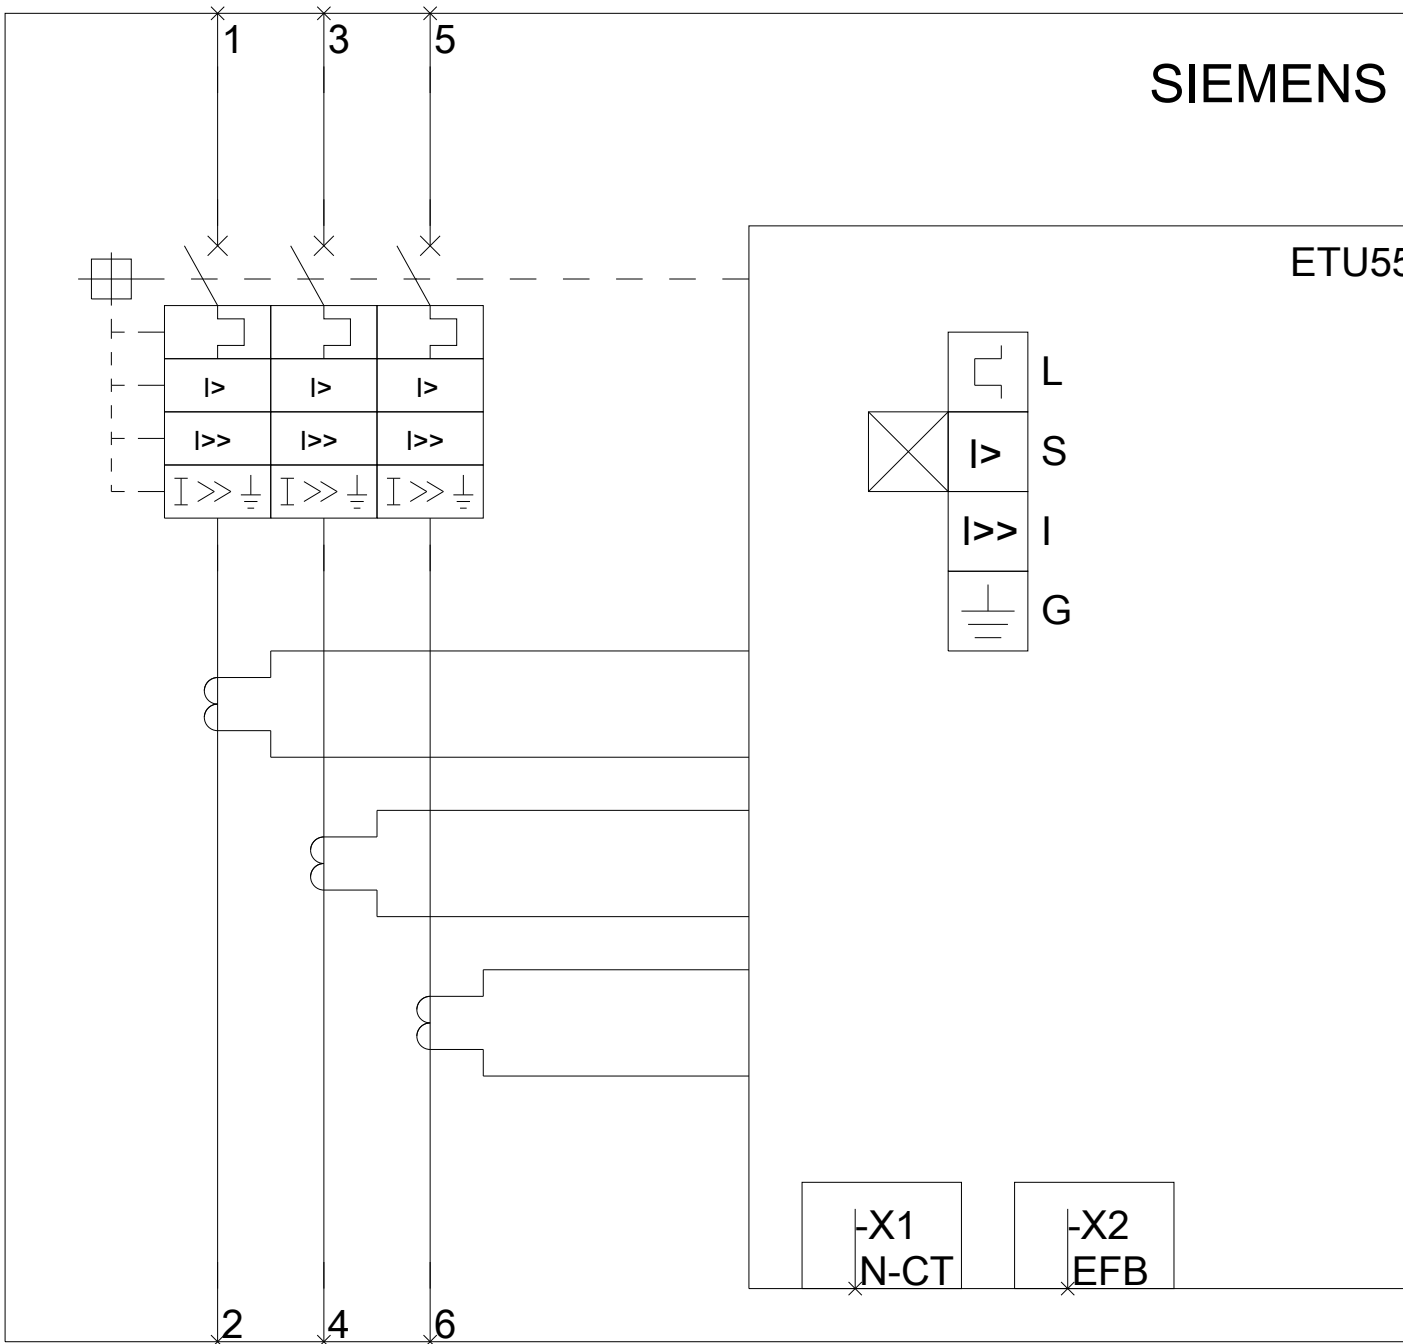 1 3 5
SIEMENS
ETU55
I> I> I>
I>> I>> I>>
I>> I>> I>>
L
I> S
I>> I
G
-X1
N-CT
-X2
EFB
2 4 6